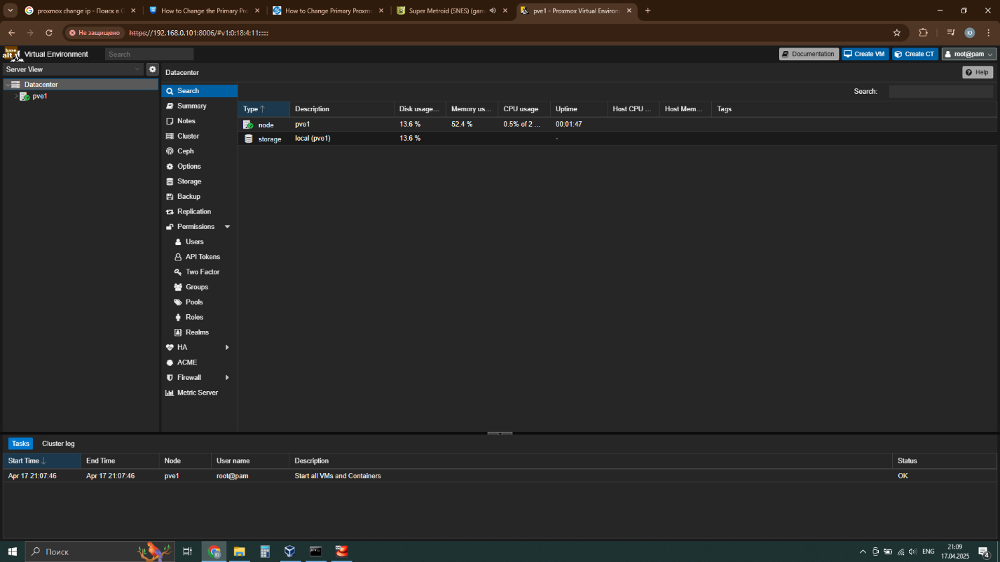 proxmox change ip - Поиск в G
How to Change the Primary Pro
How to Change Primary Proxm
Super Metroid (SNES) (gam
pve1 - Proxmox Virtual Environ
Не защищено
https://192.168.0.101:8006/#v1:0:18:4:11::::::
Ю
base
alt
Virtual Environment
Search
Documentation
Create VM
Create CT
root@pam
Server View
Datacenter
Help
Datacenter
pve1
Search
Summary
Notes
Cluster
Ceph
Options
Storage
Backup
Replication
Permissions
Users
API Tokens
Two Factor
Groups
Pools
Roles
Realms
HA
ACME
Firewall
Metric Server
Search:
Type Description Disk usage... Memory us... CPU usage Uptime Host CPU ... Host Mem... Tags
node pve1 13.6 % 52.4 % 0.5% of 2 ... 00:01:47
storage local (pve1) 13.6 % -
Tasks Cluster log
Start Time End Time Node User name Description Status
Apr 17 21:07:46 Apr 17 21:07:46 pve1 root@pam Start all VMs and Containers OK
Поиск
ENG
21:09
17.04.2025
4